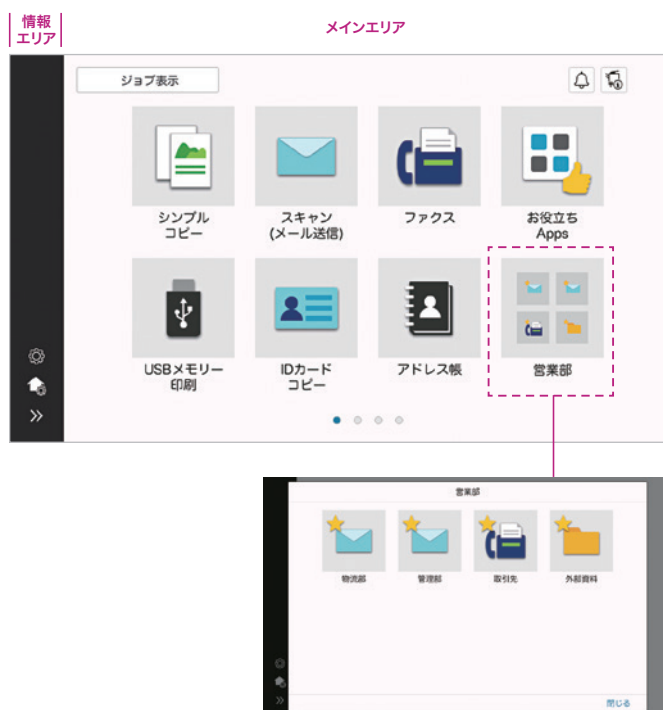 情報
エリア
メインエリア
ジョブ表示
シンプル
コピー
スキャン
(メール送信)
ファクス
お役立ち
Apps
USBメモリー
印刷
IDカード
コピー
アドレス帳
営業部
営業部
物流部
管理部
取引先
外部資料
閉じる